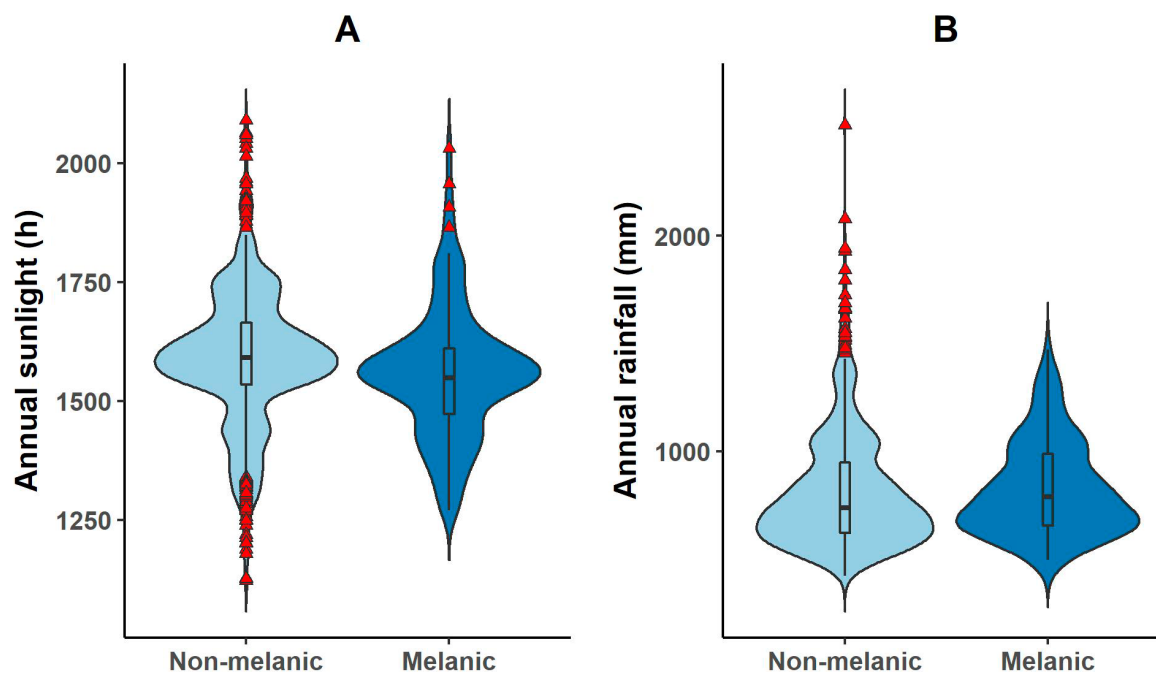 A
Annual sunlight (h)
2000
1750
1500
1250
Non-melanic
Melanic
B
Annual rainfall (mm)
2000
1000
Non-melanic
Melanic